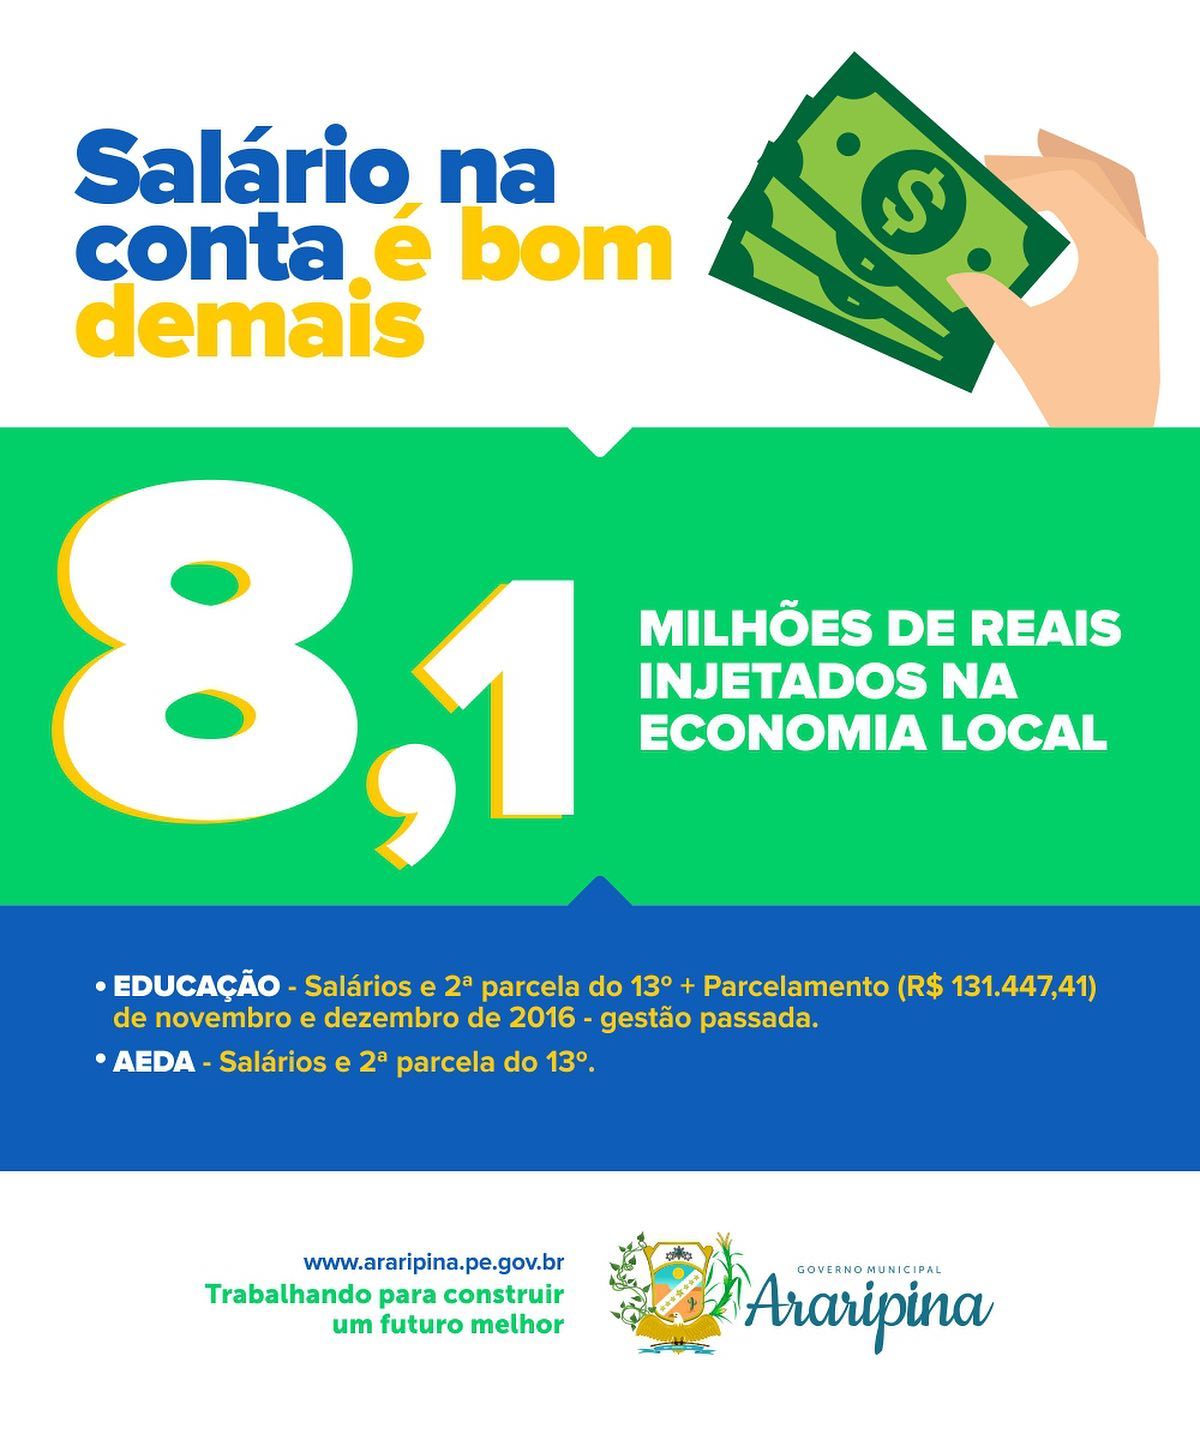 Salário na
conta é bom
demais
$
8,1
MILHÕES DE REAIS
INJETADOS NA
ECONOMIA LOCAL
• EDUCAÇÃO - Salários e 2ª parcela do 13º + Parcelamento (R$ 131.447,41)
de novembro e dezembro de 2016 - gestão passada.
• AEDA - Salários e 2ª parcela do 13º.
www.araripina.pe.gov.br
Trabalhando para construir
um futuro melhor
GOVERNO MUNICIPAL
Araripina